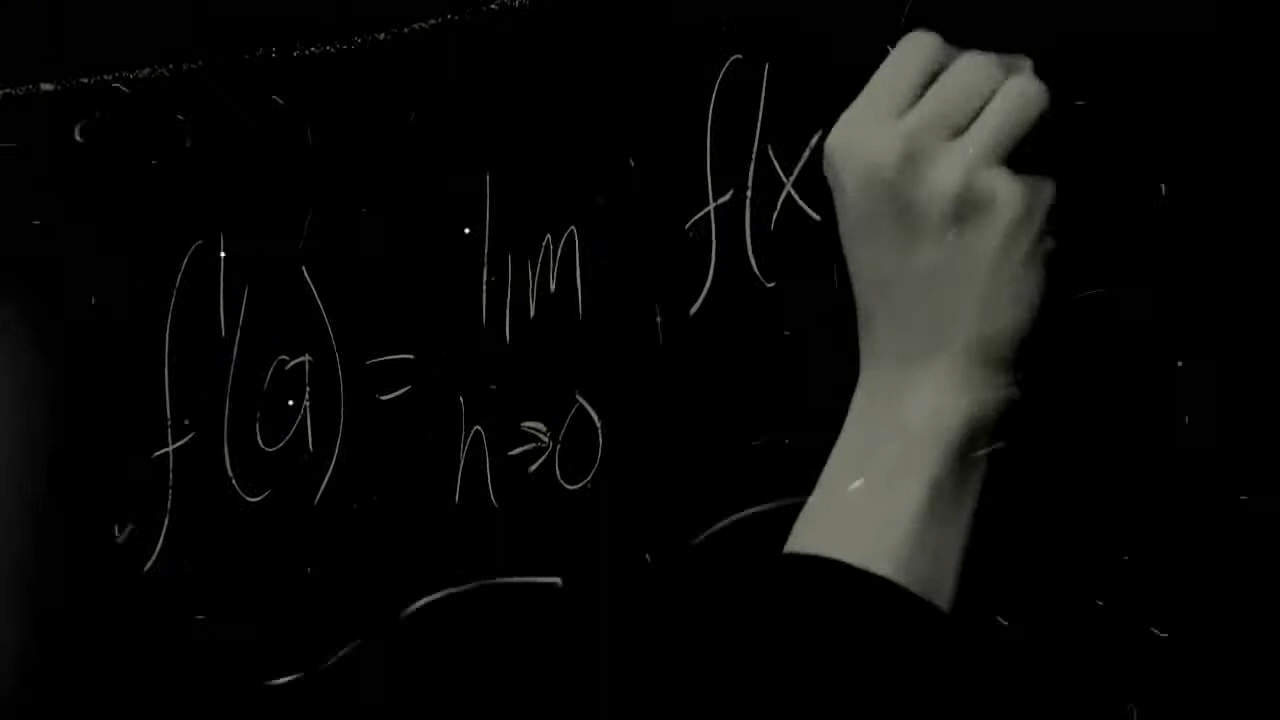 f'(a) = lim f(x
h→0